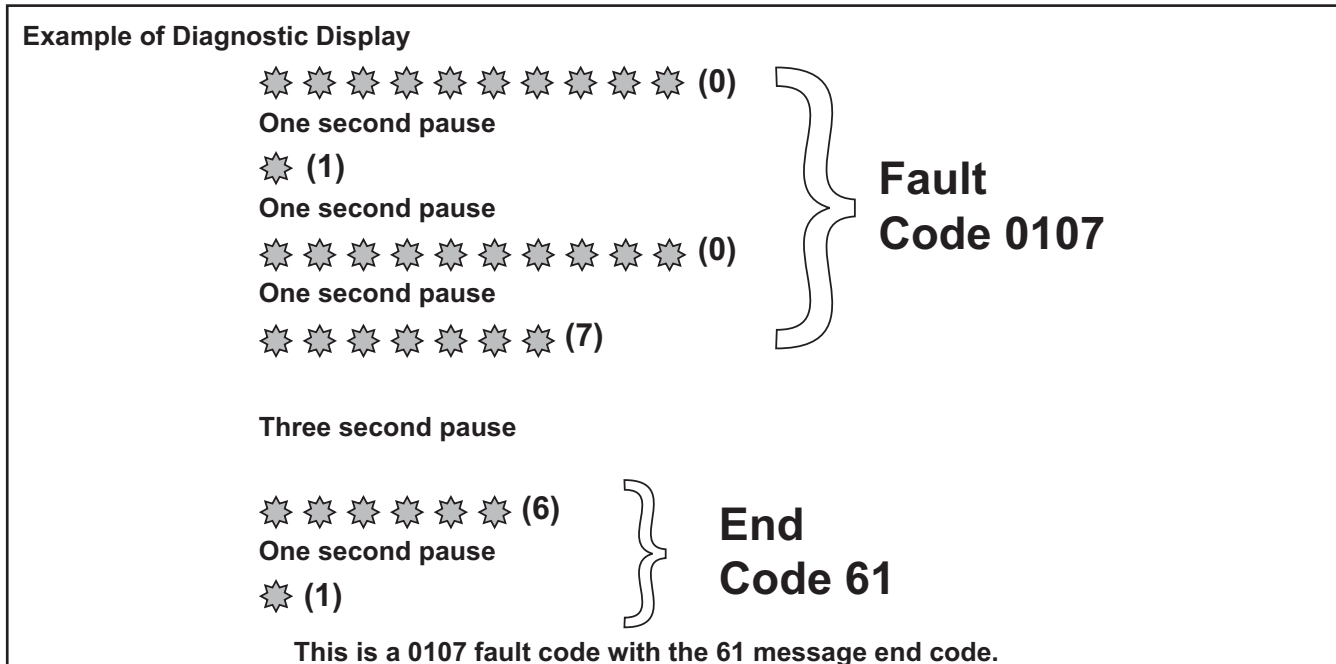 Example of Diagnostic Display
(0)
One second pause
(1)
One second pause
(0)
One second pause
(7)
Fault
Code 0107
Three second pause
(6)
One second pause
(1)
End
Code 61
This is a 0107 fault code with the 61 message end code.